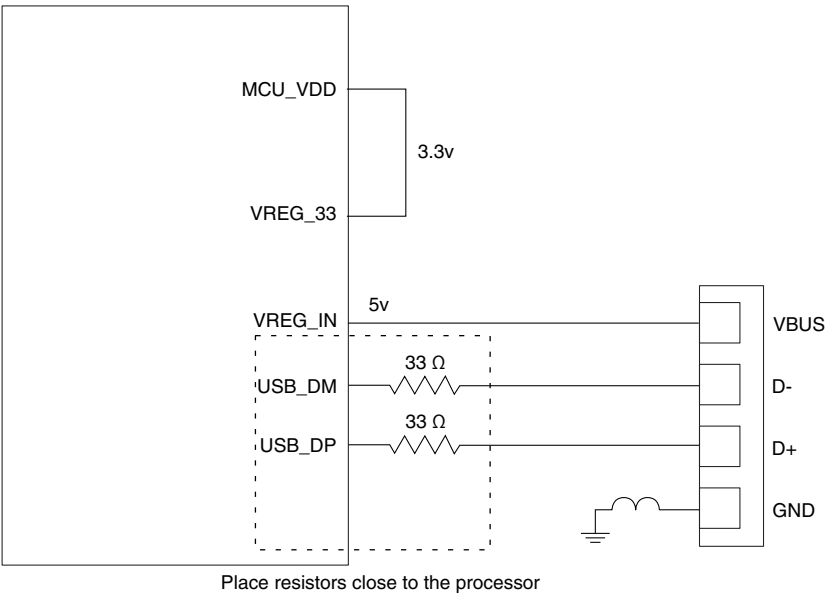 MCU_VDD
3.3v
VREG_33
5v
VREG_IN
VBUS
33 Ω
USB_DM
D-
33 Ω
USB_DP
D+
GND
Place resistors close to the processor